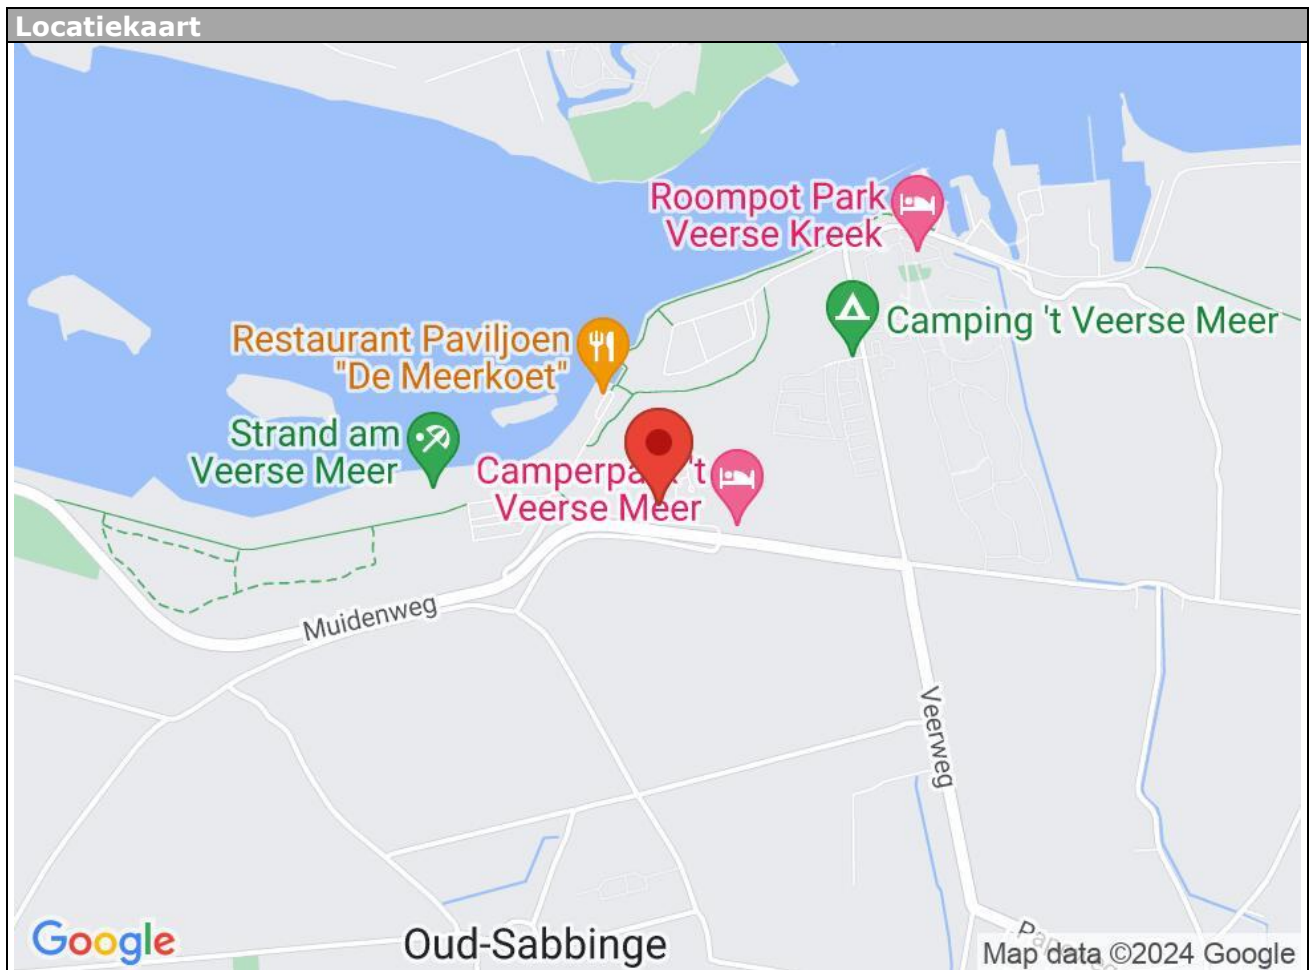 Locatiekaart
Roompot Park
Veerse Kreek
Camping 't Veerse Meer
Restaurant Paviljoen
"De Meerkoet"
Strand am
Veerse Meer
't
Veerse Meer
Muidenweg
Veerweg
Oud-Sabbinge
Google
Map data ©2024 Google